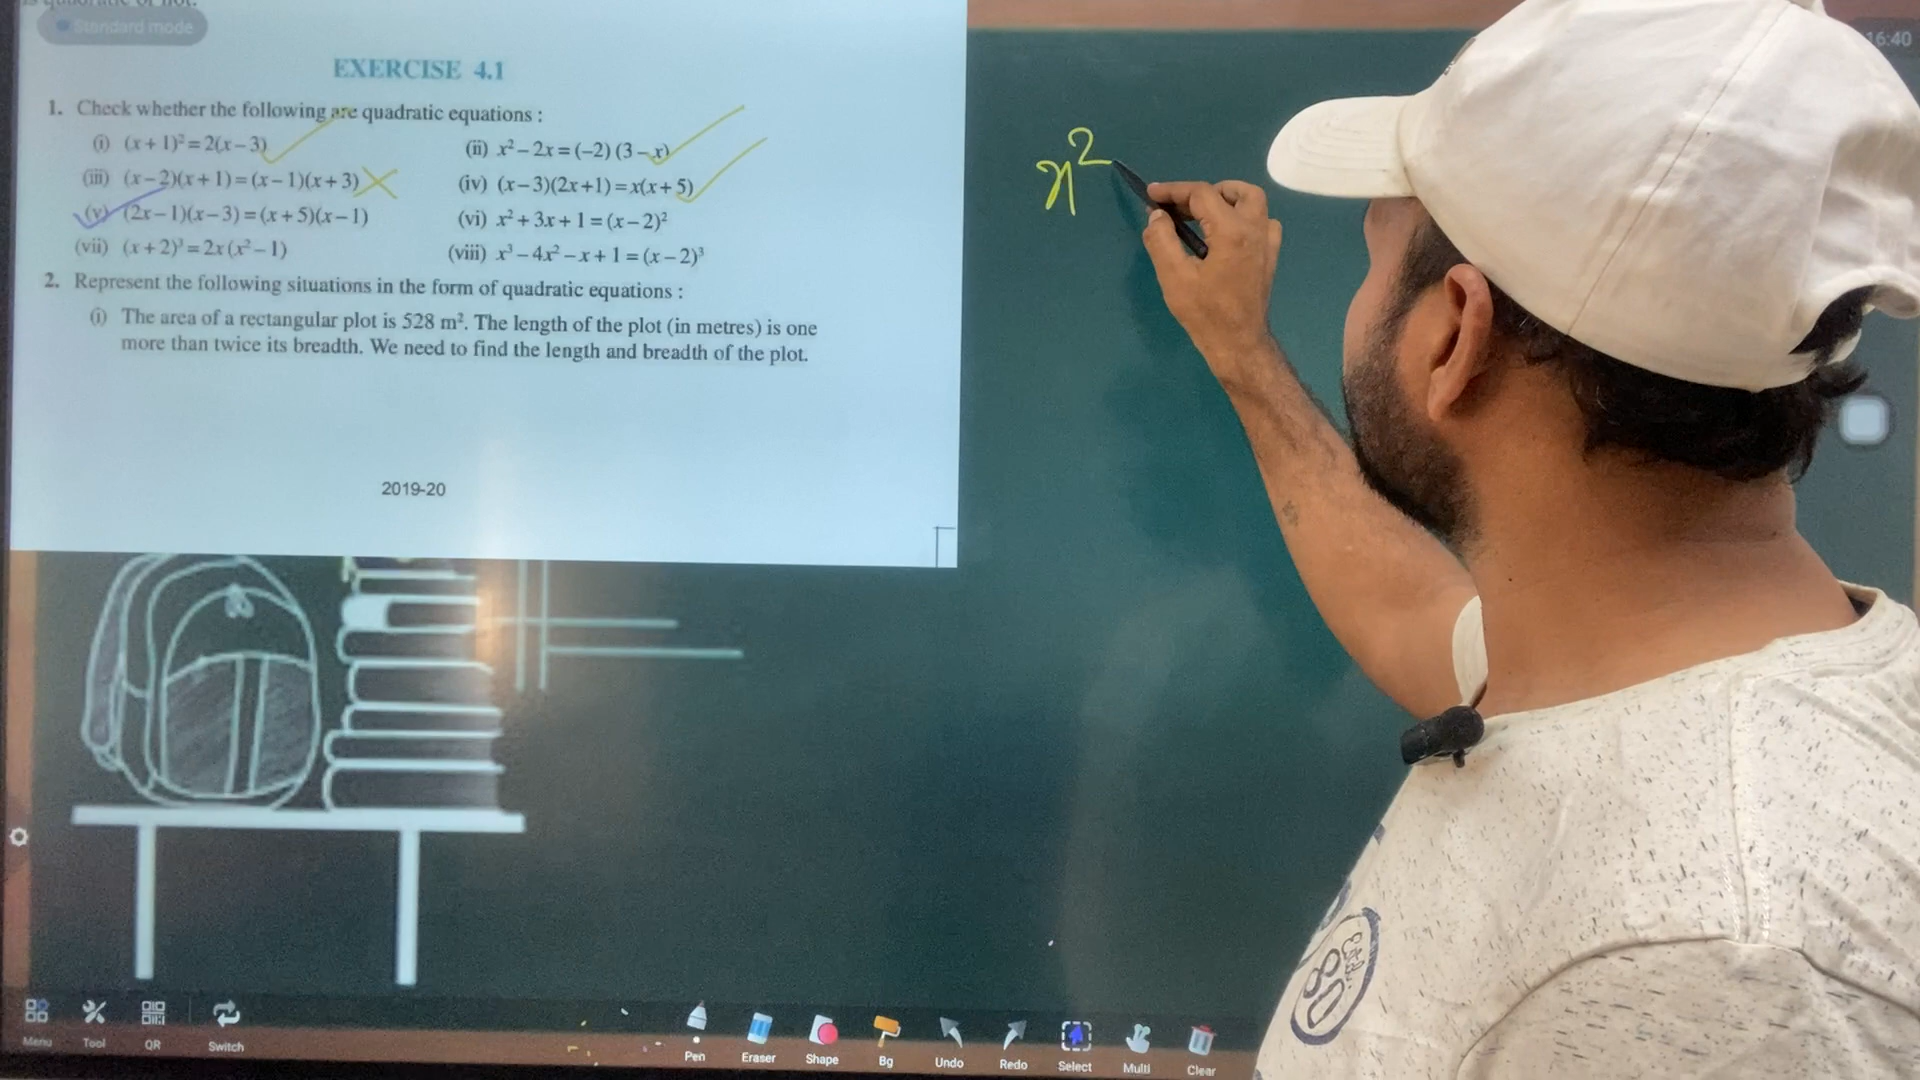 Standard mode
16:40
EXERCISE 4.1
1. Check whether the following are quadratic equations :
(i) (x + 1)² = 2(x – 3)
(ii) x² – 2x = (–2) (3 – x)
(iii) (x – 2)(x + 1) = (x – 1)(x + 3)
(iv) (x – 3)(2x +1) = x(x + 5)
(v) (2x – 1)(x – 3) = (x + 5)(x – 1)
(vi) x² + 3x + 1 = (x – 2)²
(vii) (x + 2)³ = 2x (x² – 1)
(viii) x³ – 4x² – x + 1 = (x – 2)³
2. Represent the following situations in the form of quadratic equations :
(i) The area of a rectangular plot is 528 m². The length of the plot (in metres) is one
more than twice its breadth. We need to find the length and breadth of the plot.
2019-20
x²
Estd.
80
Menu
Tool
QR
Switch
Pen
Eraser
Shape
Bg
Undo
Redo
Select
Multi
Clear